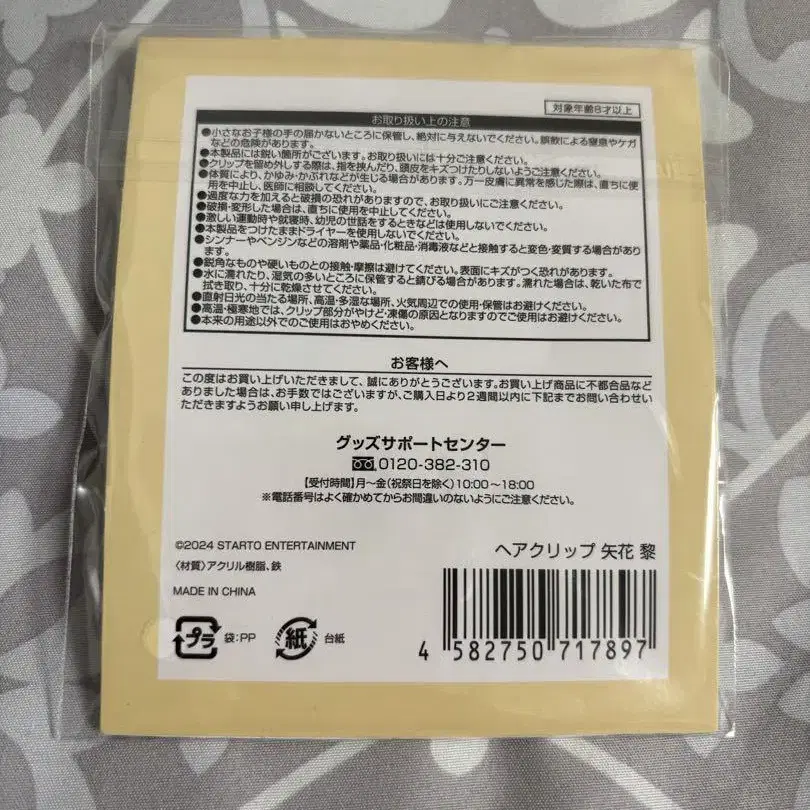 対象年齢8才以上
お取り扱い上の注意
●小さなお子様の手の届かないところに保管し、絶対に与えないでください。誤飲による窒息やケガ
などの危険があります。
●本製品には鋭い箇所がございます。お取り扱いには十分ご注意ください。
●クリップを留め外しする際は、指を挟んだり、頭皮をキズつけたりしないようご注意ください。
●体質により、かゆみ・かぶれなどが生じる場合があります。万一皮膚に異常を感じた際は、直ちに使
用を中止し、医師に相談してください。
●過度な力を加えると破損の恐れがありますので、お取り扱いにご注意ください。
●破損・変形した場合は、直ちに使用を中止してください。
●激しい運動時や就寝時、幼児の世話をするときなどは使用しないでください。
●本製品をつけたままドライヤーを使用しないでください。
●シンナーやベンジンなどの溶剤や薬品・化粧品・消毒液などと接触すると変色・変質する場合があり
ます。
●鋭角なものや硬いものとの接触・摩擦は避けてください。表面にキズがつく恐れがあります。
●水に濡れたり、湿気の多いところに保管すると錆びる場合があります。濡れた場合は、乾いた布で
拭き取り、十分に乾燥させてください。
●直射日光の当たる場所、高温・多湿な場所、火気周辺での使用・保管はお避けください。
●高温・極寒地では、クリップ部分がやけど・凍傷の原因となりますのでご使用はお避けください。
●本来の用途以外でのご使用はおやめください。
お客様へ
この度はお買い上げいただきまして、誠にありがとうございます。お買い上げ商品に不都合品など
ありました場合は、お手数ではございますが、ご購入日より2週間以内に下記までお問い合わせい
ただきますようお願い申し上げます。
グッズサポートセンター
0120-382-310
【受付時間】月〜金(祝祭日を除く)10:00〜18:00
※電話番号はよく確かめてからお間違いのないようにご注意ください。
©2024 STARTO ENTERTAINMENT
ヘアクリップ 矢花 黎
〈材質〉アクリル樹脂、鉄
MADE IN CHINA
プラ 袋:PP 紙 台紙
4 582750 717897